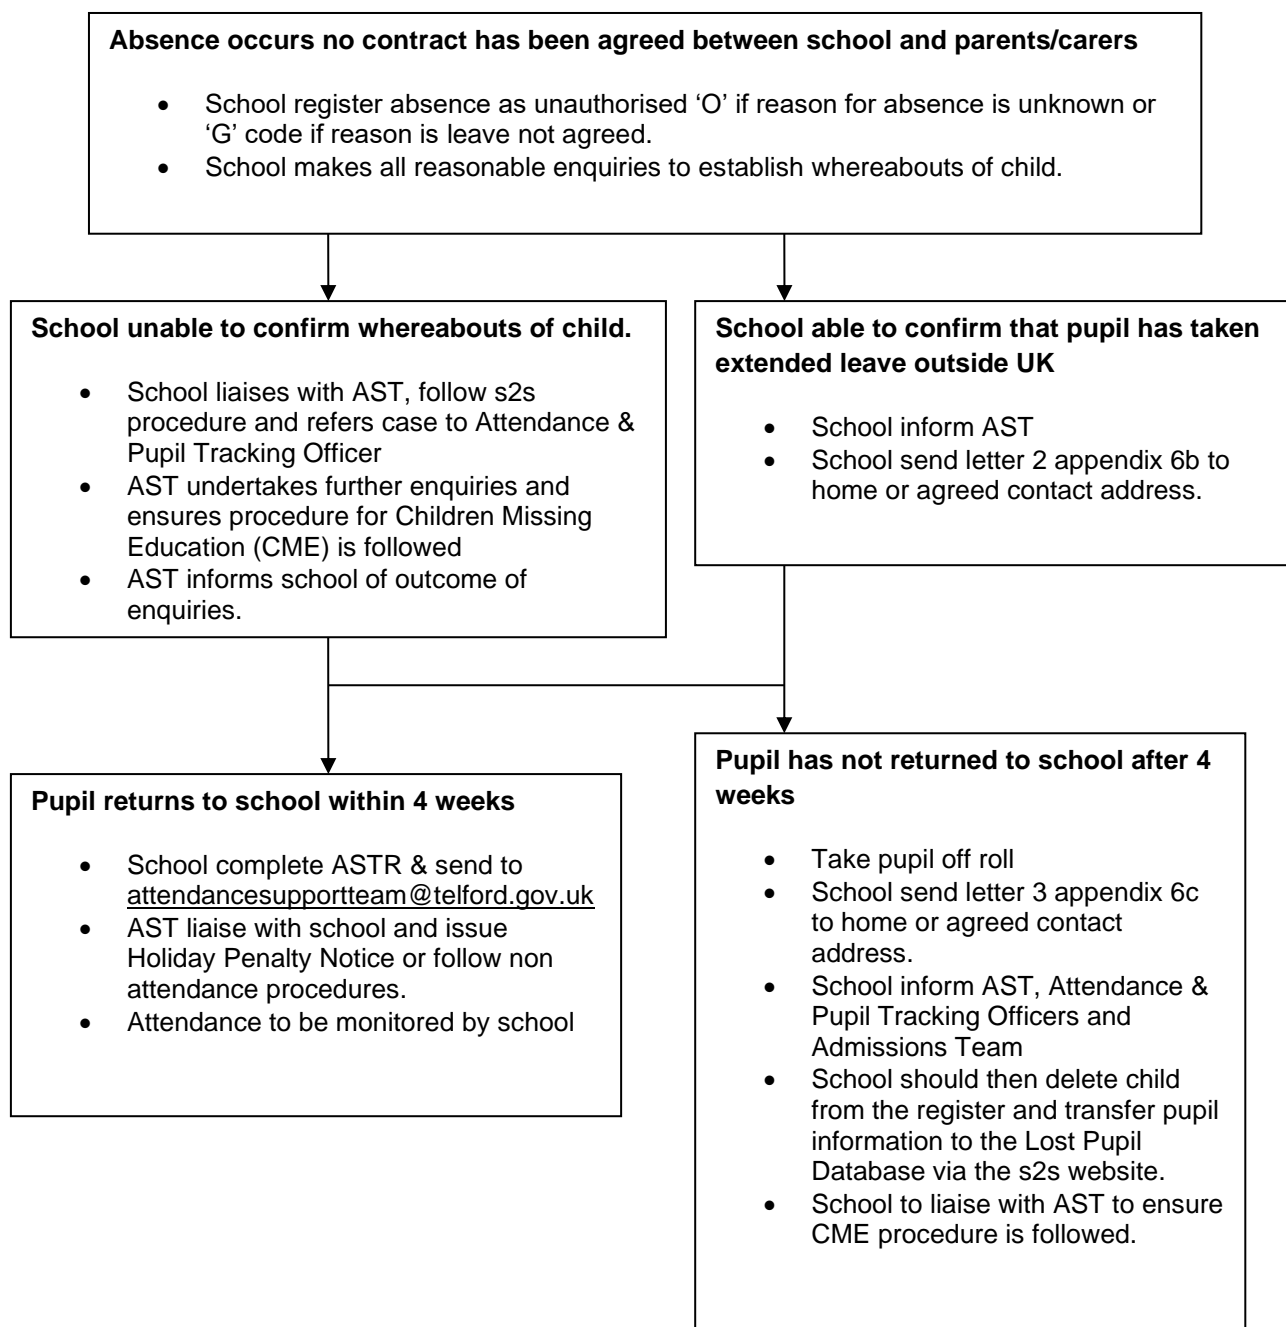 Absence occurs no contract has been agreed between school and parents/carers
• School register absence as unauthorised ‘O’ if reason for absence is unknown or
‘G’ code if reason is leave not agreed.
• School makes all reasonable enquiries to establish whereabouts of child.
School unable to confirm whereabouts of child.
• School liaises with AST, follow s2s
procedure and refers case to Attendance &
Pupil Tracking Officer
• AST undertakes further enquiries and
ensures procedure for Children Missing
Education (CME) is followed
• AST informs school of outcome of
enquiries.
School able to confirm that pupil has taken
extended leave outside UK
• School inform AST
• School send letter 2 appendix 6b to
home or agreed contact address.
Pupil returns to school within 4 weeks
• School complete ASTR & send to
attendancesupportteam@telford.gov.uk
• AST liaise with school and issue
Holiday Penalty Notice or follow non
attendance procedures.
• Attendance to be monitored by school
Pupil has not returned to school after 4
weeks
• Take pupil off roll
• School send letter 3 appendix 6c
to home or agreed contact
address.
• School inform AST, Attendance &
Pupil Tracking Officers and
Admissions Team
• School should then delete child
from the register and transfer pupil
information to the Lost Pupil
Database via the s2s website.
• School to liaise with AST to ensure
CME procedure is followed.